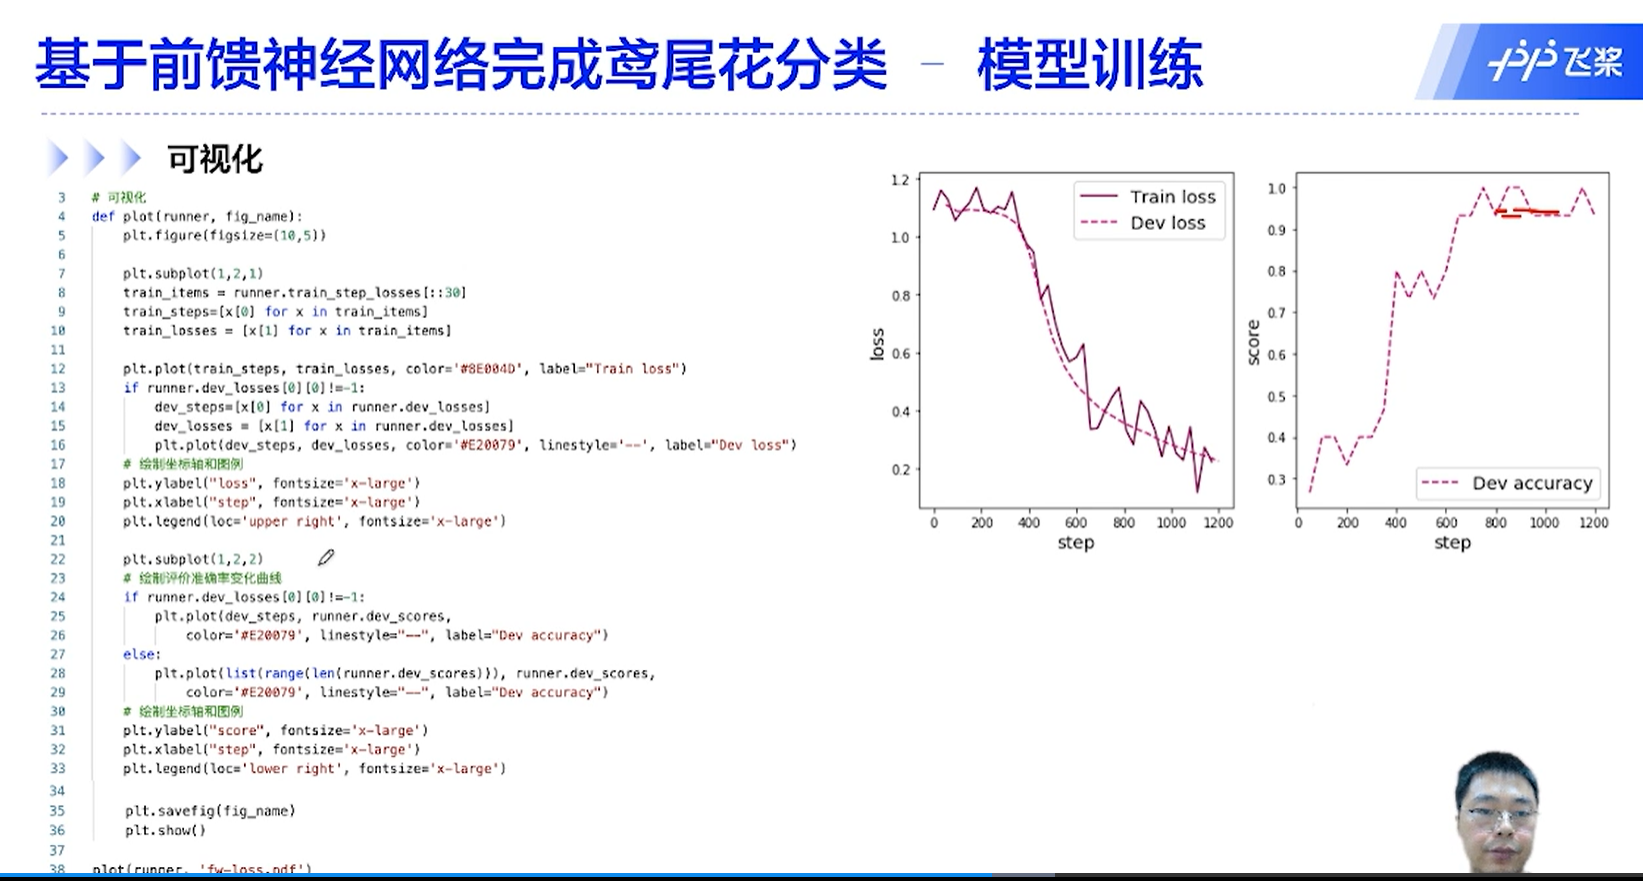 基于前馈神经网络完成鸢尾花分类 － 模型训练
飞桨
可视化
3 # 可视化
4 def plot(runner, fig_name):
5 plt.figure(figsize=(10,5))
6
7 plt.subplot(1,2,1)
8 train_items = runner.train_step_losses[::30]
9 train_steps=[x[0] for x in train_items]
10 train_losses = [x[1] for x in train_items]
11
12 plt.plot(train_steps, train_losses, color='#8E004D', label="Train loss")
13 if runner.dev_losses[0][0]!=-1:
14 dev_steps=[x[0] for x in runner.dev_losses]
15 dev_losses = [x[1] for x in runner.dev_losses]
16 plt.plot(dev_steps, dev_losses, color='#E20079', linestyle='--', label="Dev loss")
17 # 绘制坐标轴和图例
18 plt.ylabel("loss", fontsize='x-large')
19 plt.xlabel("step", fontsize='x-large')
20 plt.legend(loc='upper right', fontsize='x-large')
21
22 plt.subplot(1,2,2)
23 # 绘制评价准确率变化曲线
24 if runner.dev_losses[0][0]!=-1:
25 plt.plot(dev_steps, runner.dev_scores,
26 color='#E20079', linestyle="--", label="Dev accuracy")
27 else:
28 plt.plot(list(range(len(runner.dev_scores))), runner.dev_scores,
29 color='#E20079', linestyle="--", label="Dev accuracy")
30 # 绘制坐标轴和图例
31 plt.ylabel("score", fontsize='x-large')
32 plt.xlabel("step", fontsize='x-large')
33 plt.legend(loc='lower right', fontsize='x-large')
34
35 plt.savefig(fig_name)
36 plt.show()
37
38 plot(runner, 'fw-loss.pdf')
Train loss
Dev loss
1.2
1.0
0.8
0.6
0.4
0.2
loss
0 200 400 600 800 1000 1200
step
1.0
0.9
0.8
0.7
0.6
0.5
0.4
0.3
score
Dev accuracy
0 200 400 600 800 1000 1200
step